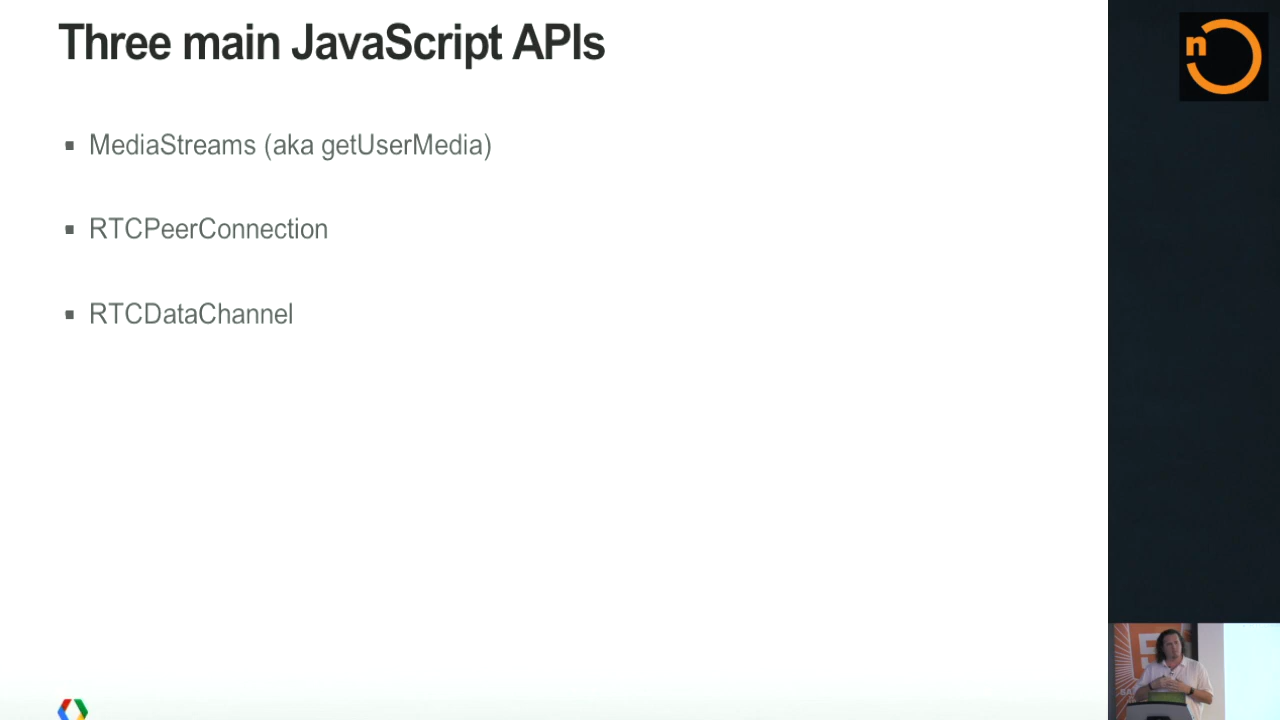 Three main JavaScript APIs
MediaStreams (aka getUserMedia)
RTCPeerConnection
RTCDataChannel
n